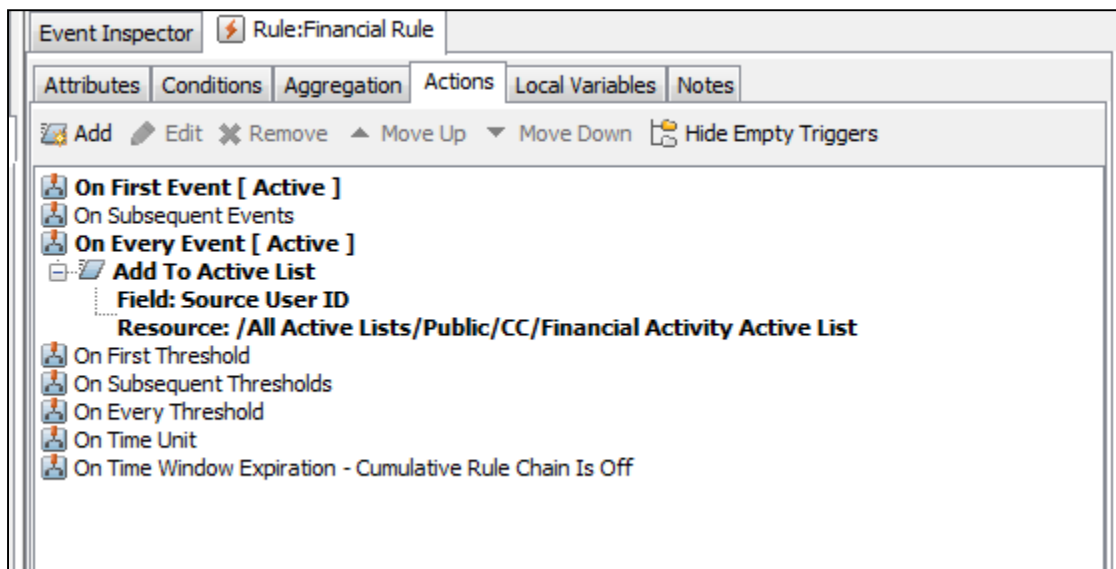 Event Inspector Rule:Financial Rule
Attributes Conditions Aggregation Actions Local Variables Notes
Add Edit Remove Move Up Move Down Hide Empty Triggers
On First Event [ Active ]
On Subsequent Events
On Every Event [ Active ]
Add To Active List
Field: Source User ID
Resource: /All Active Lists/Public/CC/Financial Activity Active List
On First Threshold
On Subsequent Thresholds
On Every Threshold
On Time Unit
On Time Window Expiration - Cumulative Rule Chain Is Off